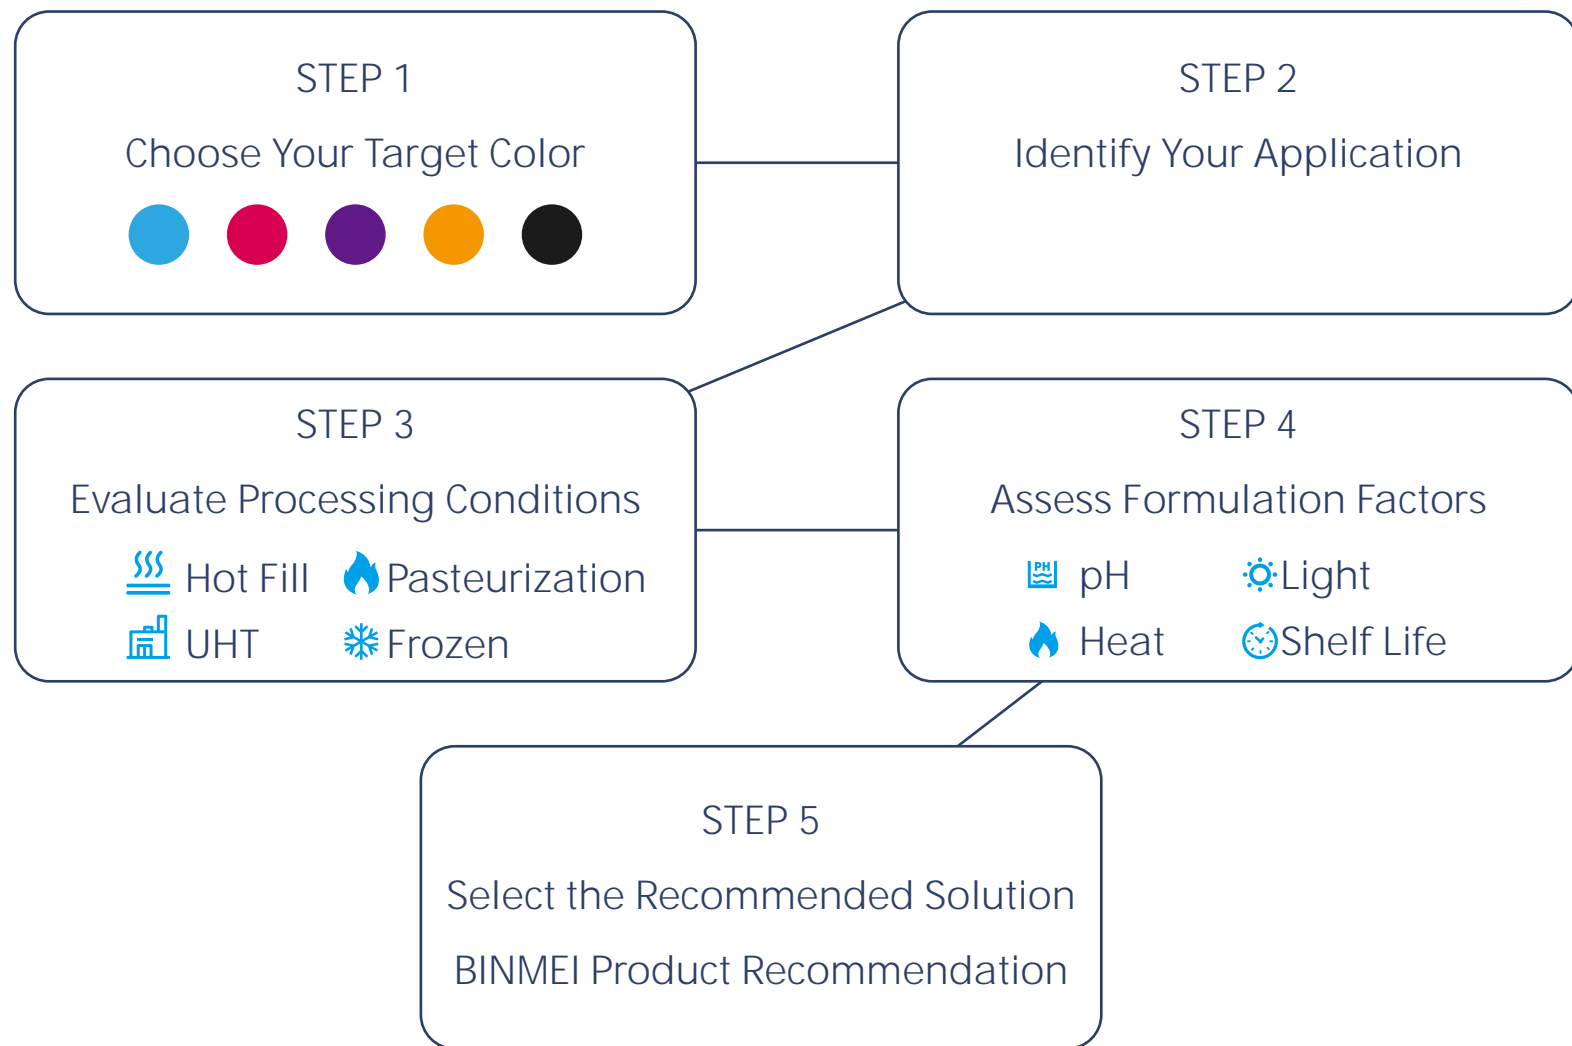 STEP 1
Choose Your Target Color
STEP 2
Identify Your Application
STEP 3
Evaluate Processing Conditions
Hot Fill
Pasteurization
UHT
Frozen
STEP 4
Assess Formulation Factors
PH
pH
Light
Heat
Shelf Life
STEP 5
Select the Recommended Solution
BINMEI Product Recommendation